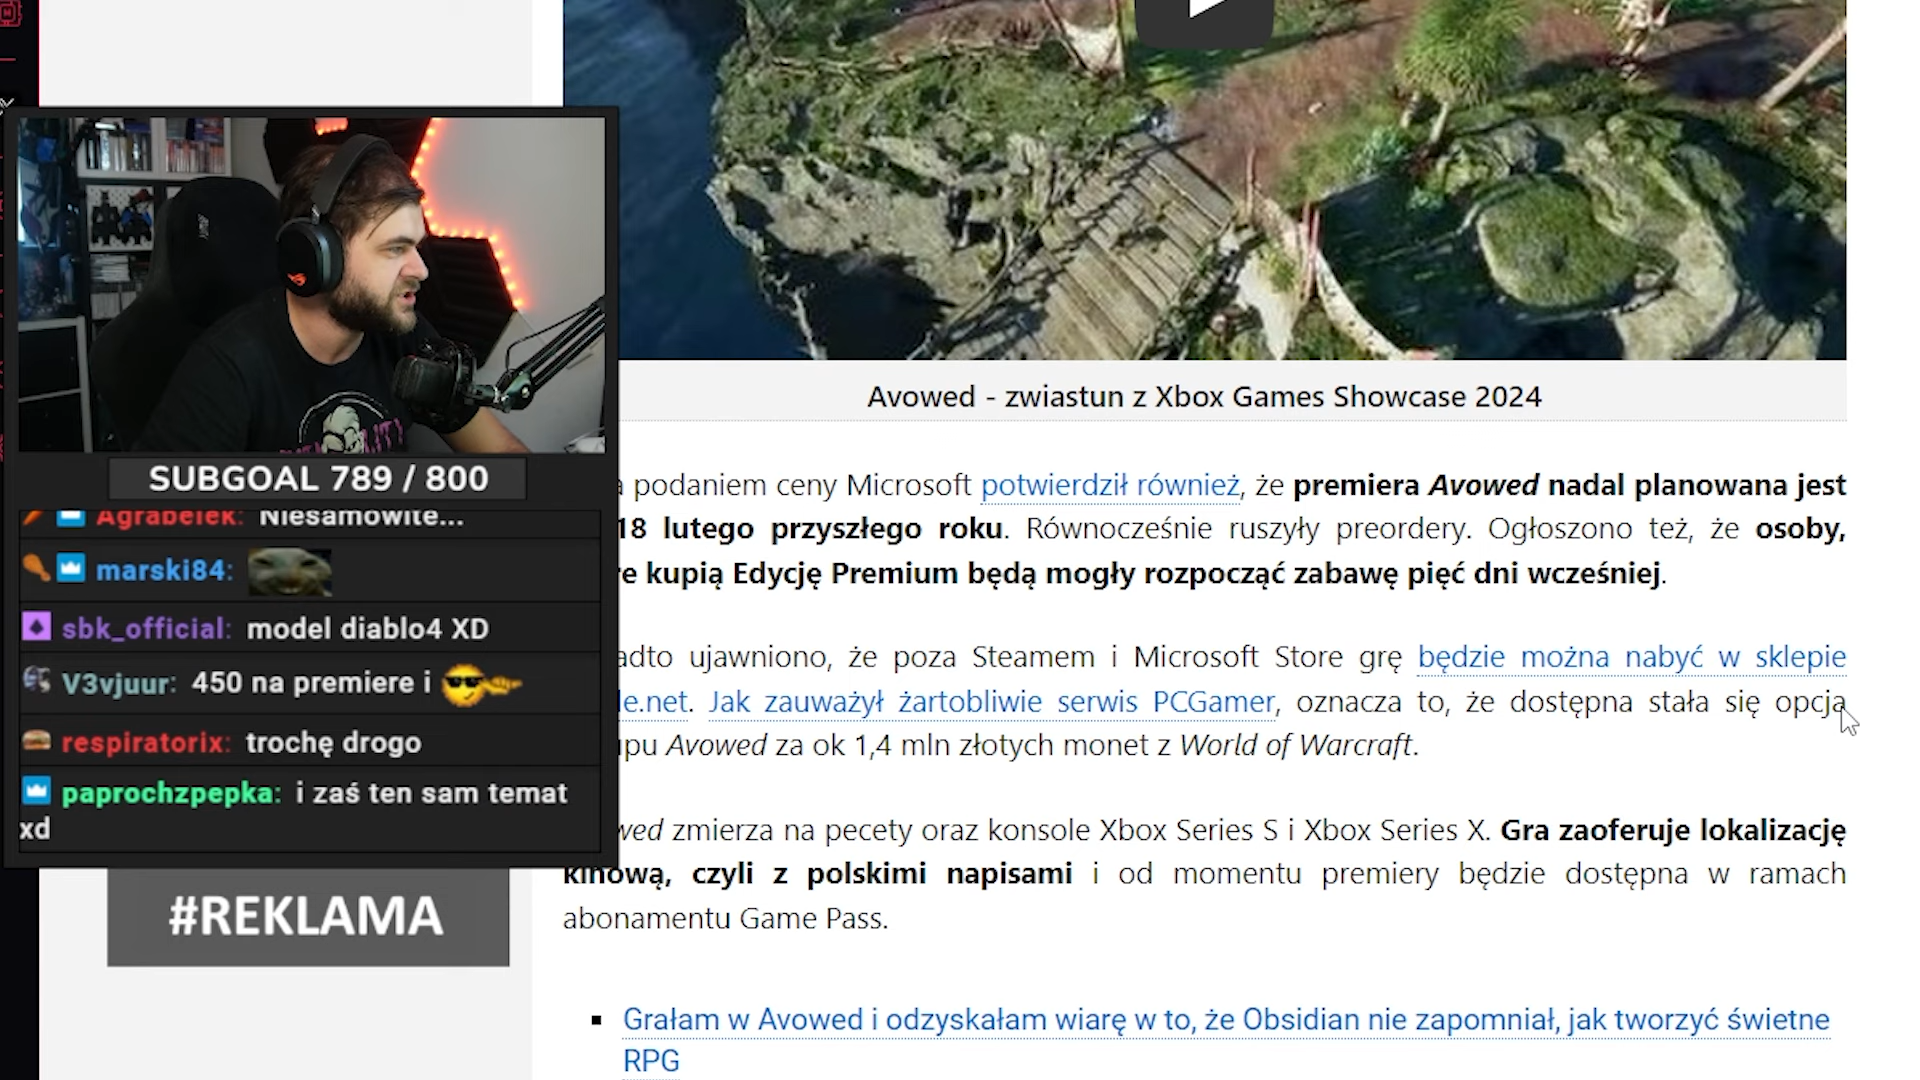 SUBGOAL 789 / 800
Agrabelek: Niesamowite...
marski84:
sbk_official: model diablo4 XD
V3vjuur: 450 na premiere i
respiratorix: trochę drogo
paprochzpepka: i zaś ten sam temat
xd
#REKLAMA
Avowed - zwiastun z Xbox Games Showcase 2024
podaniem ceny Microsoft potwierdził również, że premiera Avowed nadal planowana jest
18 lutego przyszłego roku. Równocześnie ruszyły preordery. Ogłoszono też, że osoby,
re kupią Edycję Premium będą mogły rozpocząć zabawę pięć dni wcześniej.
adto ujawniono, że poza Steamem i Microsoft Store grę będzie można nabyć w sklepie
le.net. Jak zauważył żartobliwie serwis PCGamer, oznacza to, że dostępna stała się opcja
upu Avowed za ok 1,4 mln złotych monet z World of Warcraft.
wed zmierza na pecety oraz konsole Xbox Series S i Xbox Series X. Gra zaoferuje lokalizację
kinową, czyli z polskimi napisami i od momentu premiery będzie dostępna w ramach
abonamentu Game Pass.
Grałam w Avowed i odzyskałam wiarę w to, że Obsidian nie zapomniał, jak tworzyć świetne
RPG